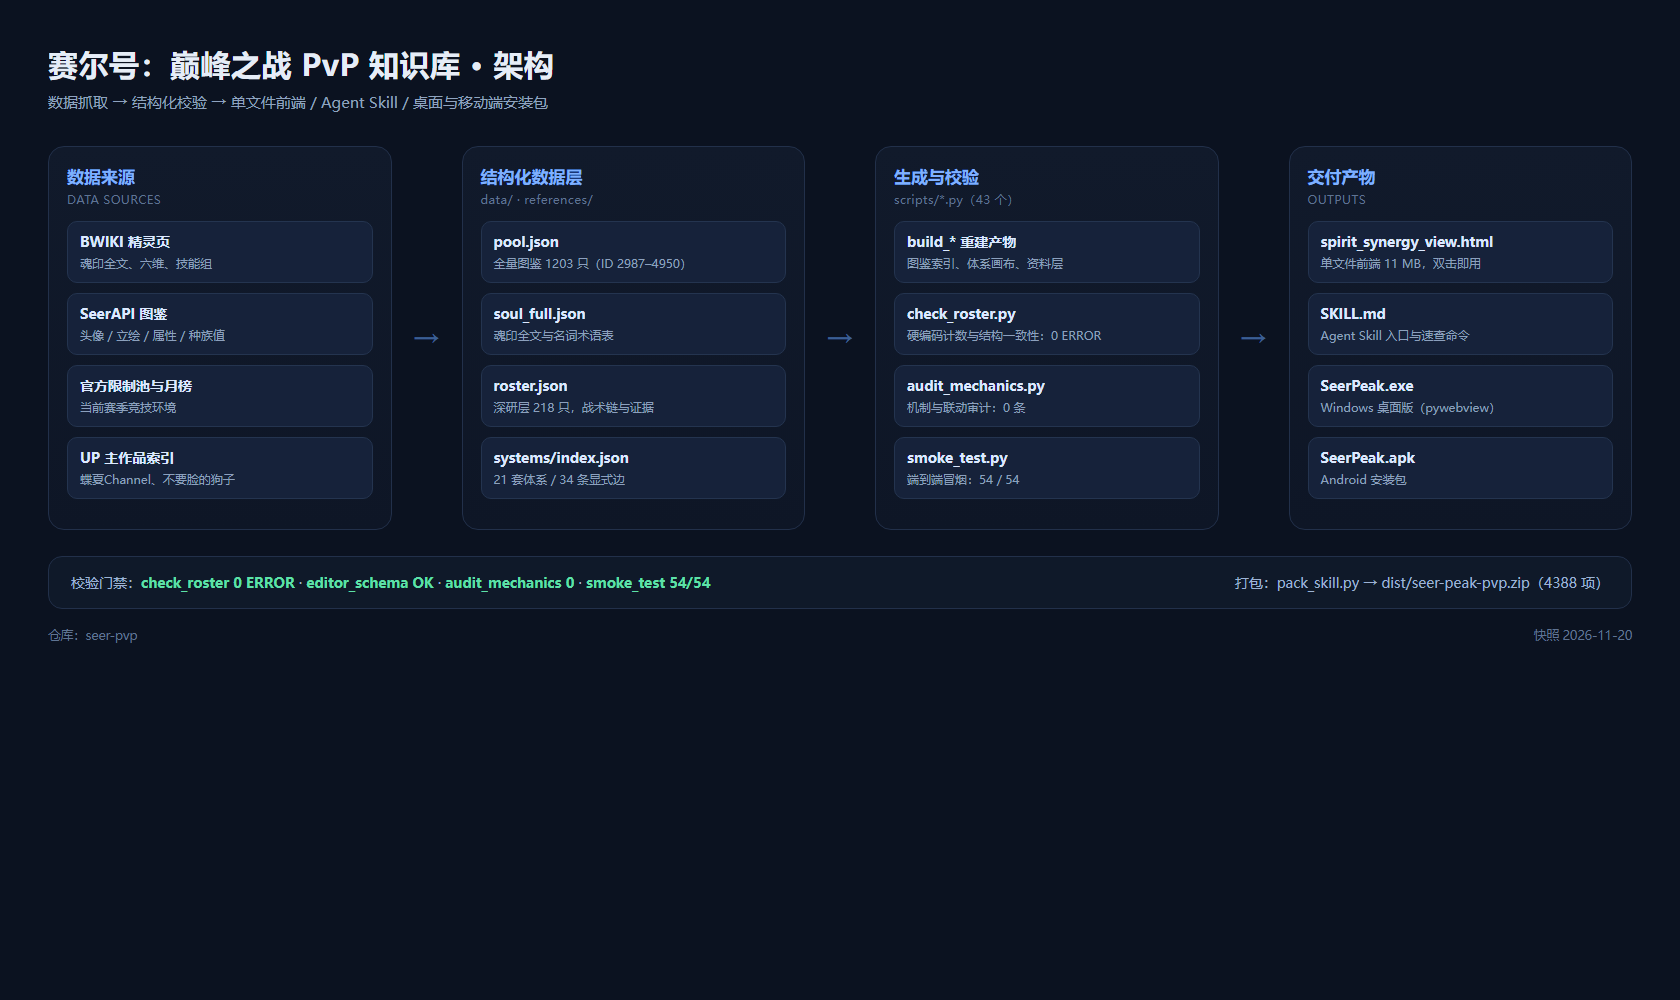 赛尔号：巅峰之战 PvP 知识库 · 架构
数据抓取 → 结构化校验 → 单文件前端 / Agent Skill / 桌面与移动端安装包
数据来源
DATA SOURCES
BWIKI 精灵页
魂印全文、六维、技能组
SeerAPI 图鉴
头像 / 立绘 / 属性 / 种族值
官方限制池与月榜
当前赛季竞技环境
UP 主作品索引
蝶夏Channel、不要脸的狗子
→
结构化数据层
data/ · references/
pool.json
全量图鉴 1203 只（ID 2987–4950）
soul_full.json
魂印全文与名词术语表
roster.json
深研层 218 只，战术链与证据
systems/index.json
21 套体系 / 34 条显式边
→
生成与校验
scripts/*.py（43 个）
build_* 重建产物
图鉴索引、体系画布、资料层
check_roster.py
硬编码计数与结构一致性：0 ERROR
audit_mechanics.py
机制与联动审计：0 条
smoke_test.py
端到端冒烟：54 / 54
→
交付产物
OUTPUTS
spirit_synergy_view.html
单文件前端 11 MB，双击即用
SKILL.md
Agent Skill 入口与速查命令
SeerPeak.exe
Windows 桌面版（pywebview）
SeerPeak.apk
Android 安装包
校验门禁：check_roster 0 ERROR · editor_schema OK · audit_mechanics 0 · smoke_test 54/54
打包：pack_skill.py → dist/seer-peak-pvp.zip（4388 项）
仓库：seer-pvp
快照 2026-11-20